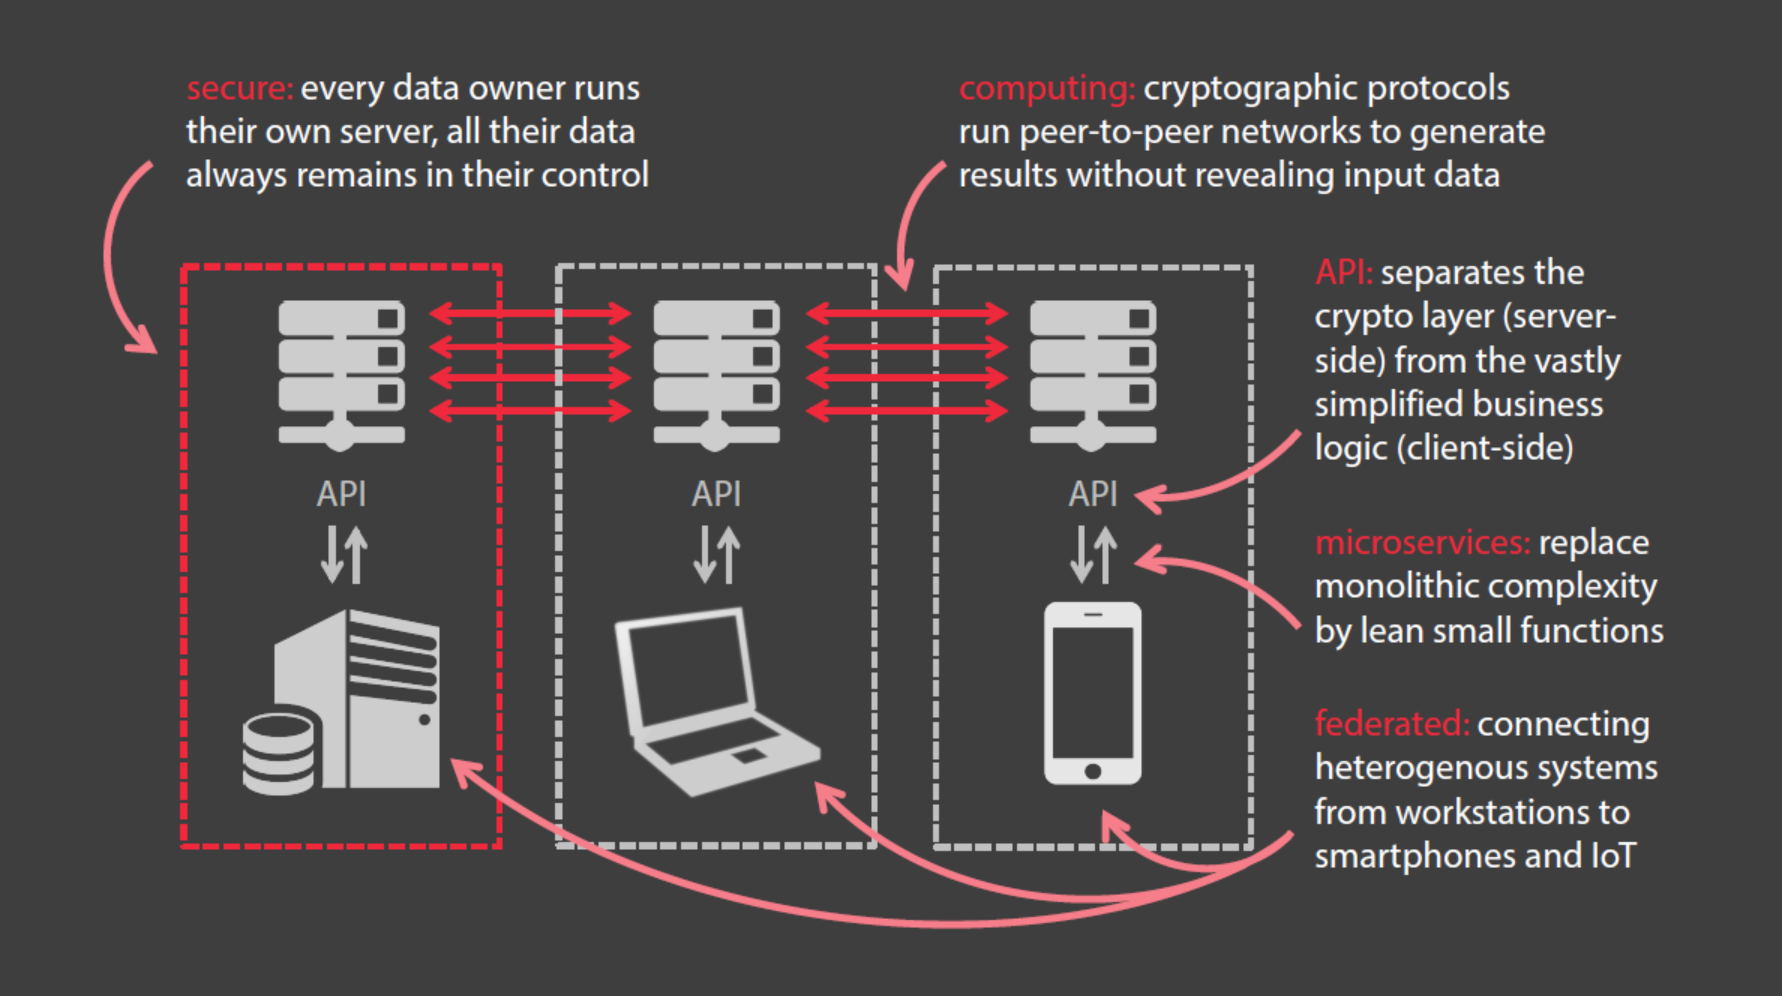 secure: every data owner runs
their own server, all their data
always remains in their control
computing: cryptographic protocols
run peer-to-peer networks to generate
results without revealing input data
API: separates the
crypto layer (server-
side) from the vastly
simplified business
logic (client-side)
API
API
API
microservices: replace
monolithic complexity
by lean small functions
federated: connecting
heterogenous systems
from workstations to
smartphones and IoT